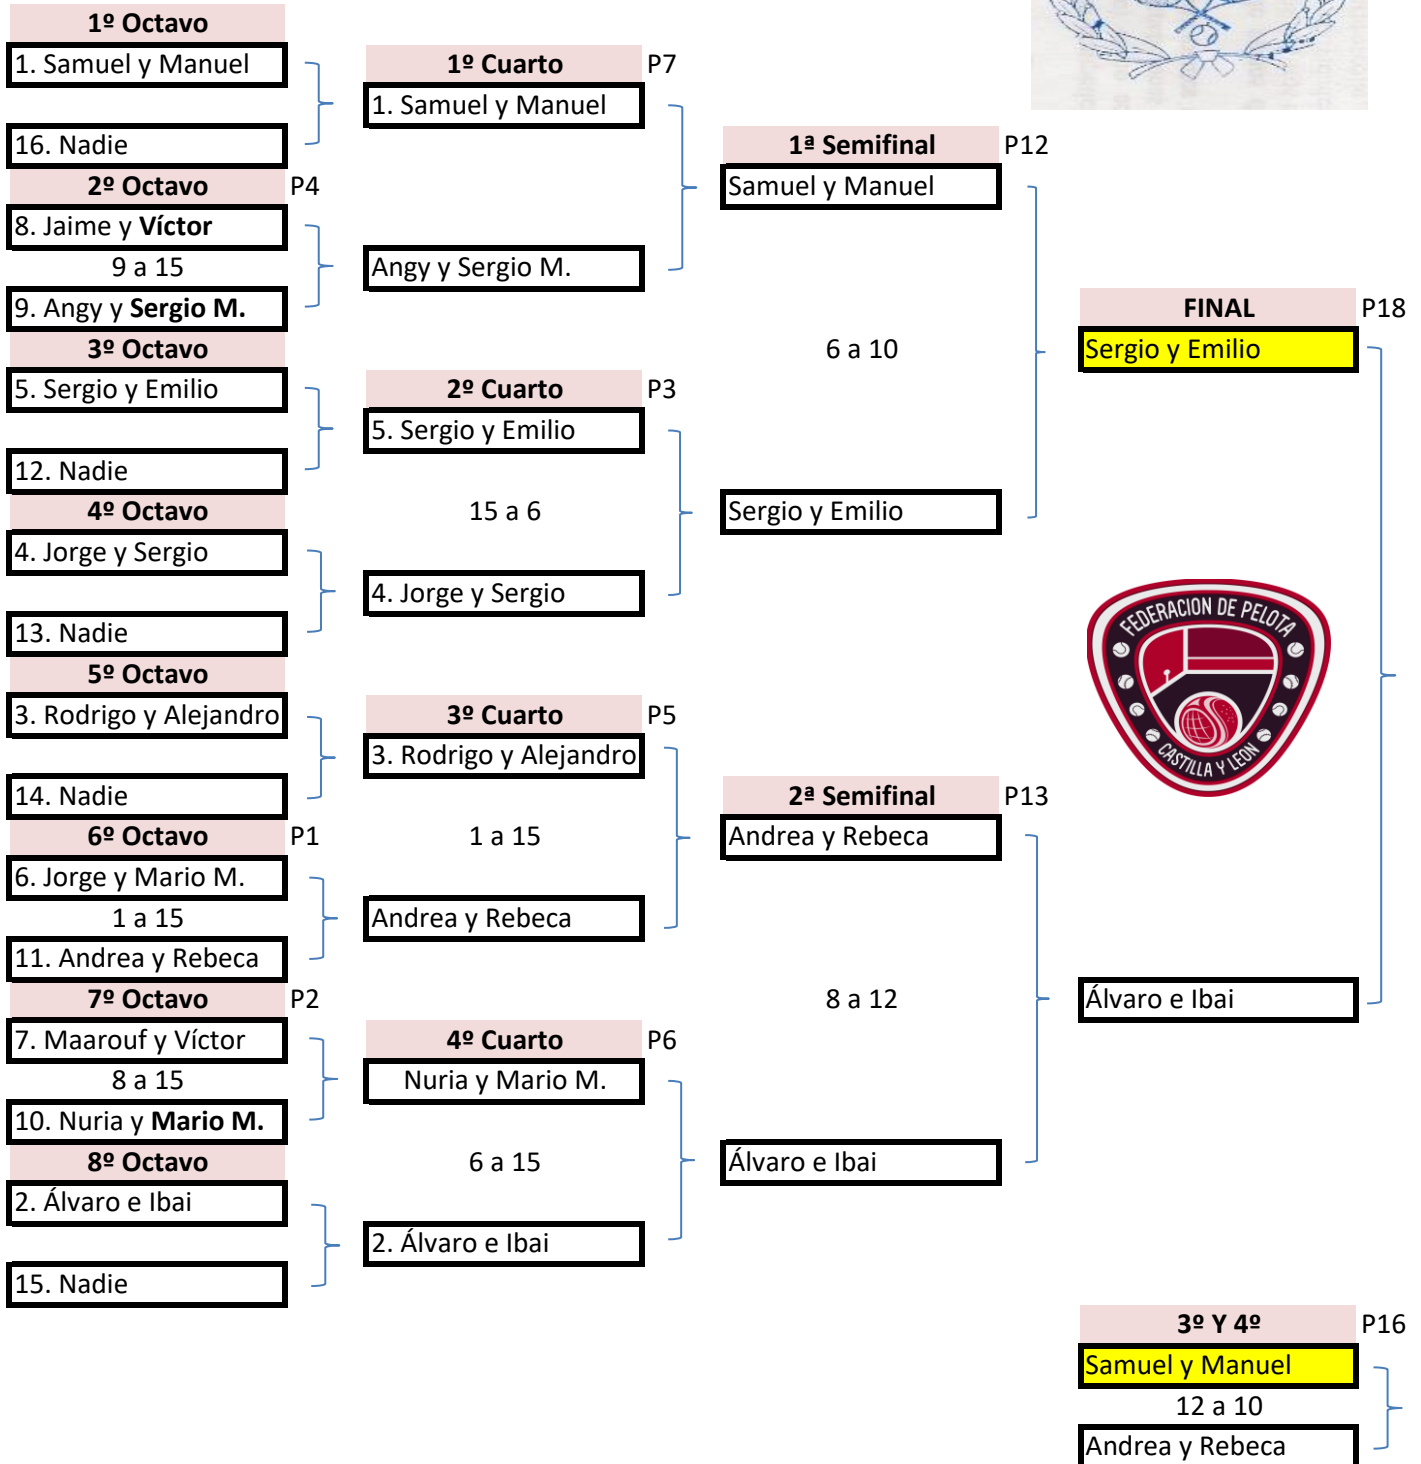 1º Octavo
1. Samuel y Manuel
16. Nadie
2º Octavo P4
8. Jaime y Víctor
9 a 15
9. Angy y Sergio M.
3º Octavo
5. Sergio y Emilio
12. Nadie
4º Octavo
4. Jorge y Sergio
13. Nadie
5º Octavo
3. Rodrigo y Alejandro
14. Nadie
6º Octavo P1
6. Jorge y Mario M.
1 a 15
11. Andrea y Rebeca
7º Octavo P2
7. Maarouf y Víctor
8 a 15
10. Nuria y Mario M.
8º Octavo
2. Álvaro e Ibai
15. Nadie
1º Cuarto P7
1. Samuel y Manuel
Angy y Sergio M.
2º Cuarto P3
5. Sergio y Emilio
15 a 6
4. Jorge y Sergio
3º Cuarto P5
3. Rodrigo y Alejandro
1 a 15
Andrea y Rebeca
4º Cuarto P6
Nuria y Mario M.
6 a 15
2. Álvaro e Ibai
1ª Semifinal P12
Samuel y Manuel
6 a 10
Sergio y Emilio
2ª Semifinal P13
Andrea y Rebeca
8 a 12
Álvaro e Ibai
FINAL P18
Sergio y Emilio
FEDERACION DE PELOTA
CASTILLA Y LEON
Álvaro e Ibai
3º Y 4º P16
Samuel y Manuel
12 a 10
Andrea y Rebeca